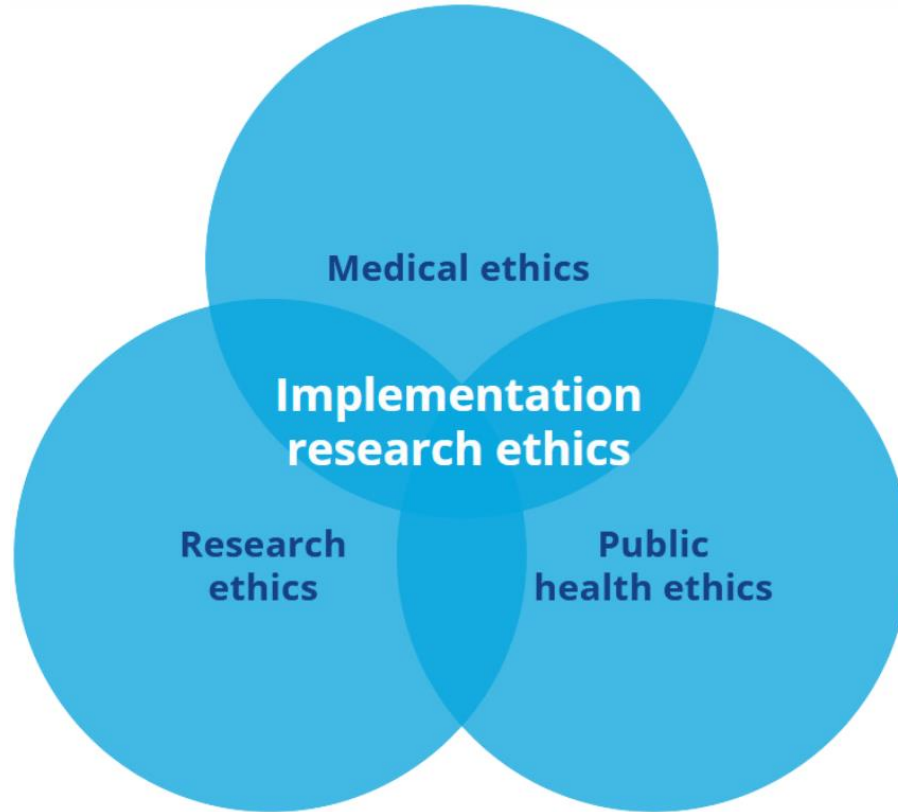 Medical ethics
Implementation
research ethics
Research
ethics
Public
health ethics